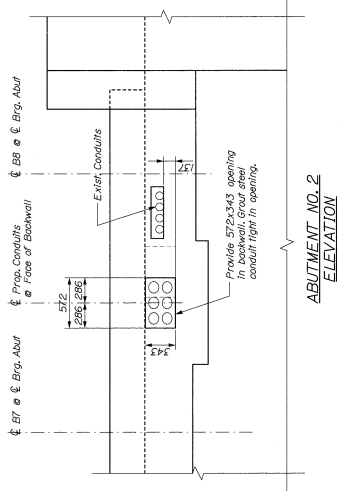 ℄ B7 @ ℄ Brg. Abut
℄ Prop. Conduits
@ Face of Backwall
℄ B8 @ ℄ Brg. Abut
572
286
286
343
Exist. Conduits
137
Provide 572x343 opening
in backwall. Grout steel
conduit tight in opening.
ABUTMENT NO. 2
ELEVATION